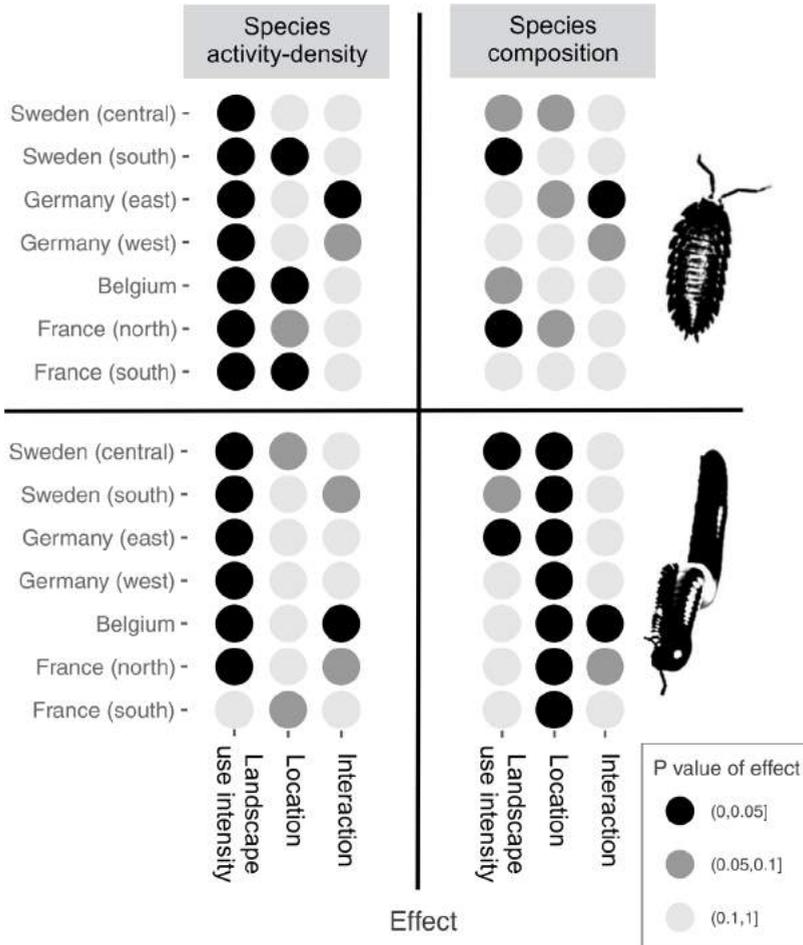 Species
activity-density
Species
composition
Sweden (central)
Sweden (south)
Germany (east)
Germany (west)
Belgium
France (north)
France (south)
Sweden (central)
Sweden (south)
Germany (east)
Germany (west)
Belgium
France (north)
France (south)
Landscape
use intensity
Location
Interaction
Landscape
use intensity
Location
Interaction
Effect
P value of effect
(0,0.05]
(0.05,0.1]
(0.1,1]